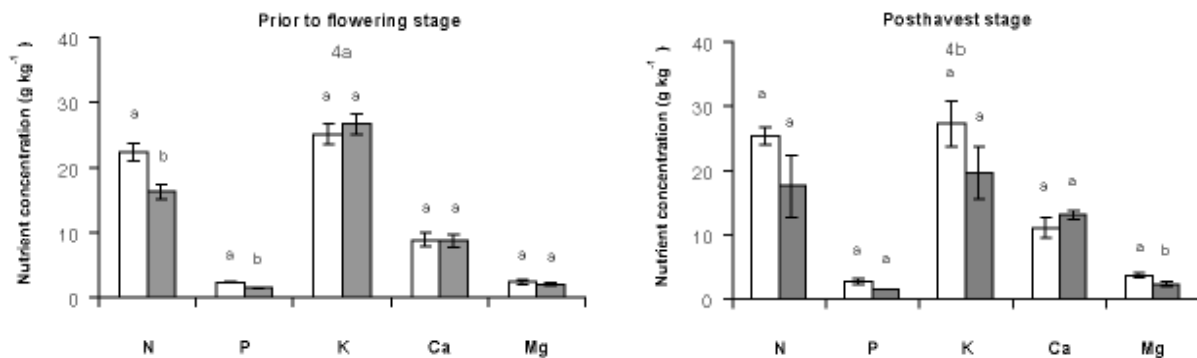 Prior to flowering stage
Nutrient concentration (g kg⁻¹)
40
30
20
10
0
4a
a
b
a
b
a
a
a
a
a
a
N P K Ca Mg
Posthavest stage
Nutrient concentration (g kg⁻¹)
40
30
20
10
0
4b
a
a
a
a
a
a
a
a
a
b
N P K Ca Mg